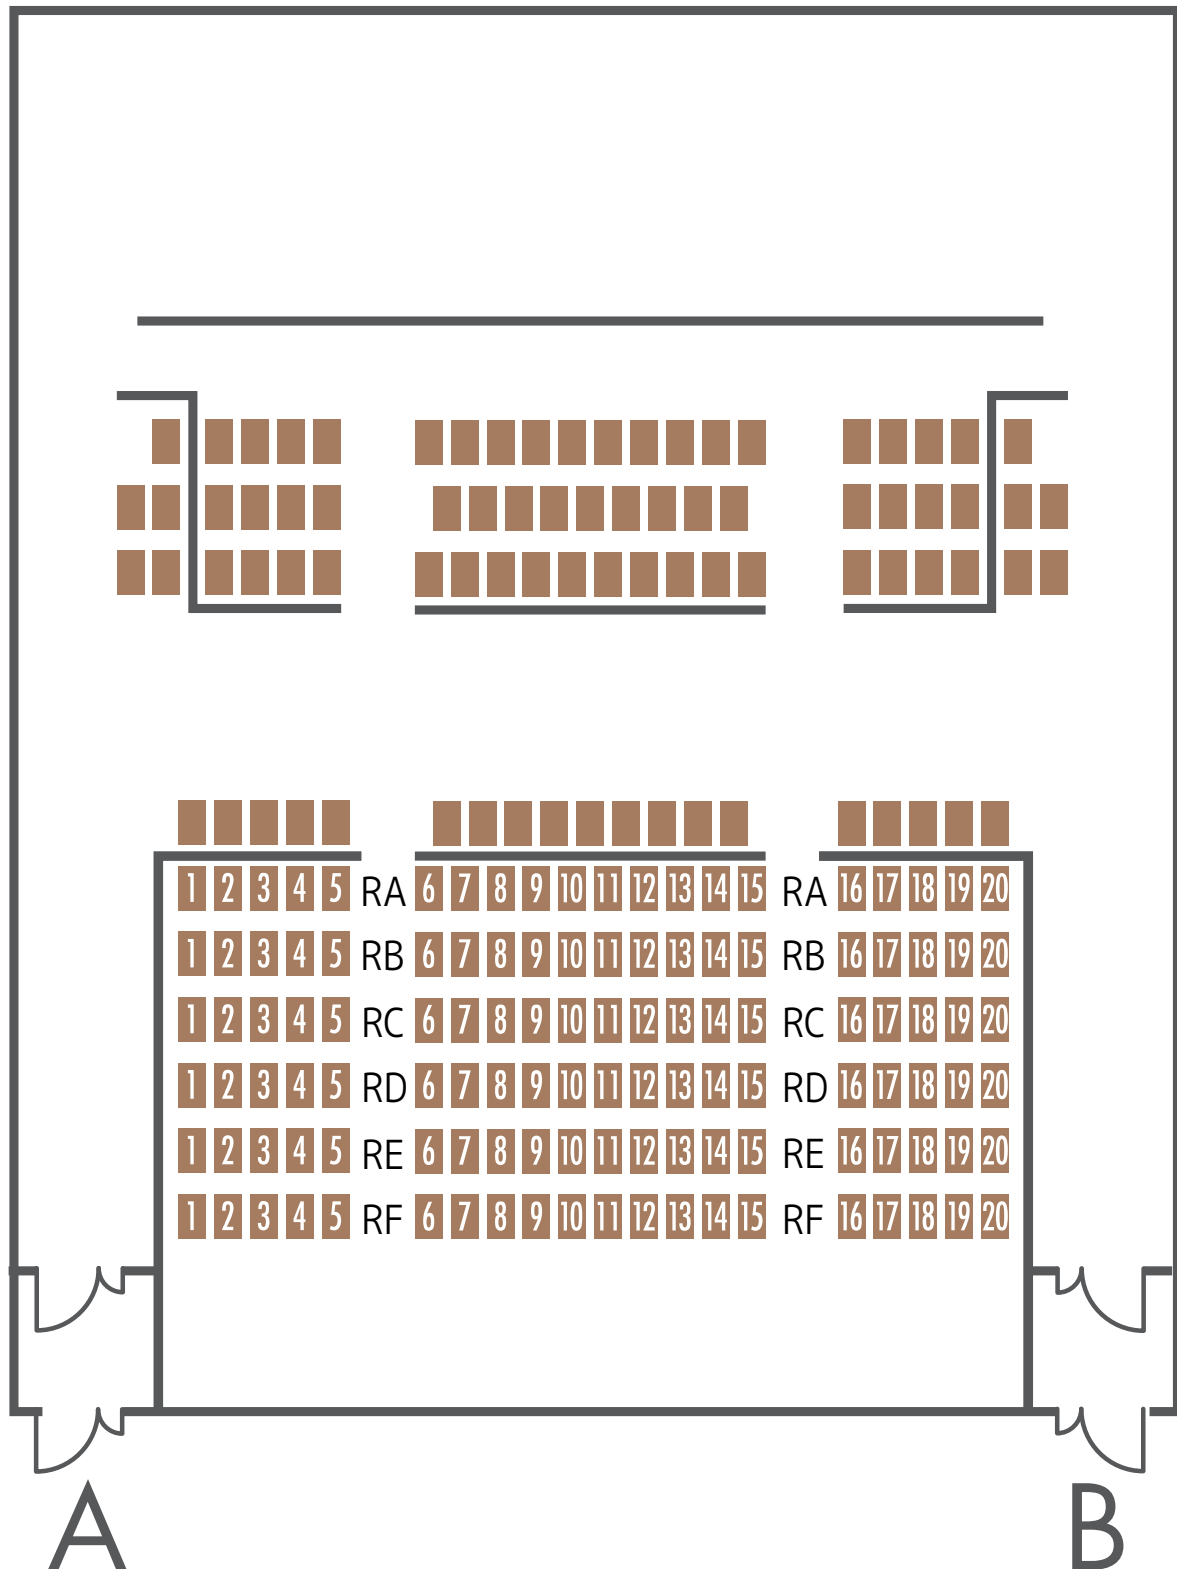 1 2 3 4 5 RA 6 7 8 9 10 11 12 13 14 15 RA 16 17 18 19 20
1 2 3 4 5 RB 6 7 8 9 10 11 12 13 14 15 RB 16 17 18 19 20
1 2 3 4 5 RC 6 7 8 9 10 11 12 13 14 15 RC 16 17 18 19 20
1 2 3 4 5 RD 6 7 8 9 10 11 12 13 14 15 RD 16 17 18 19 20
1 2 3 4 5 RE 6 7 8 9 10 11 12 13 14 15 RE 16 17 18 19 20
1 2 3 4 5 RF 6 7 8 9 10 11 12 13 14 15 RF 16 17 18 19 20
A B